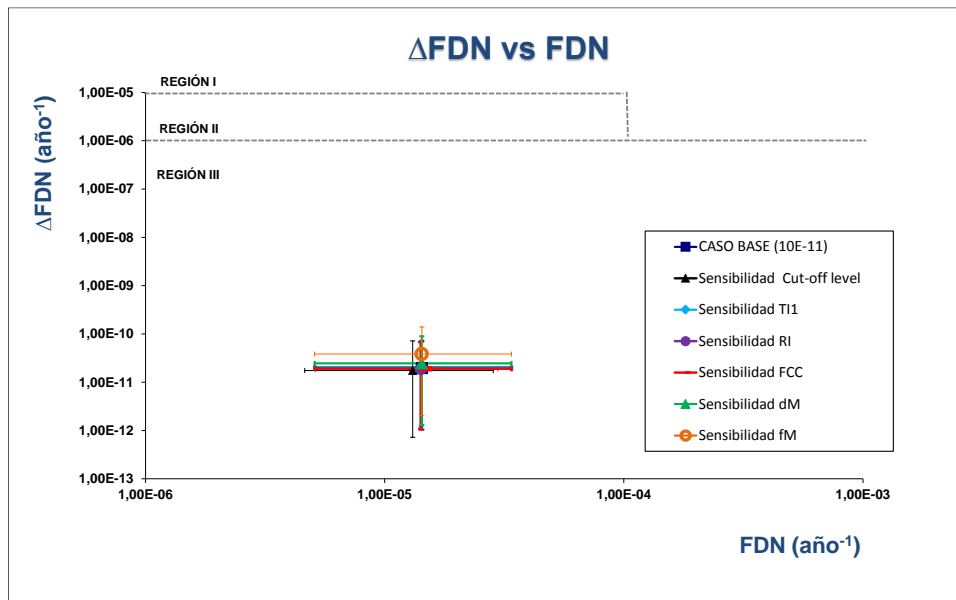 ΔFDN vs FDN
ΔFDN (año-1)
1,00E-05
1,00E-06
1,00E-07
1,00E-08
1,00E-09
1,00E-10
1,00E-11
1,00E-12
1,00E-13
REGIÓN I
REGIÓN II
REGIÓN III
CASO BASE (10E-11)
Sensibilidad Cut-off level
Sensibilidad TI1
Sensibilidad RI
Sensibilidad FCC
Sensibilidad dM
Sensibilidad fM
1,00E-06
1,00E-05
1,00E-04
1,00E-03
FDN (año-1)